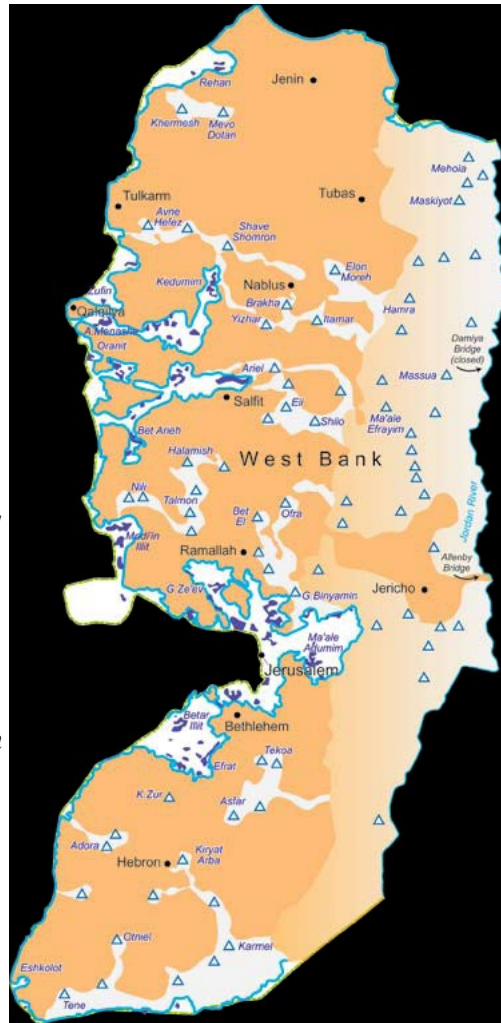 Rehan
Jenin
Khermesh
Mevo
Dotan
Mehola
Maskiyot
Tulkarm
Tubas
Avne
Hefez
Shave
Shomron
Kedumim
Nablus
Elon
Moreh
Zufin
Qalqilya
Brakha
Yizhar
Itamar
Hamra
A.Menashe
Oranit
Damiya
Bridge
(closed)
Ariel
Massua
Salfit
Eli
Shilo
Ma'ale
Efrayim
Bet Arieh
Halamish
West Bank
Nili
Talmon
Bet
El
Ofra
Jordan River
Modi'in
Illit
Ramallah
Allenby
Bridge
G Ze'ev
G Binyamin
Jericho
Ma'ale
Adumim
Jerusalem
Betar
Illit
Bethlehem
Efrat
Tekoa
K.Zur
Asfar
Adora
Hebron
Kiryat
Arba
Otniel
Karmel
Eshkolot
Tene